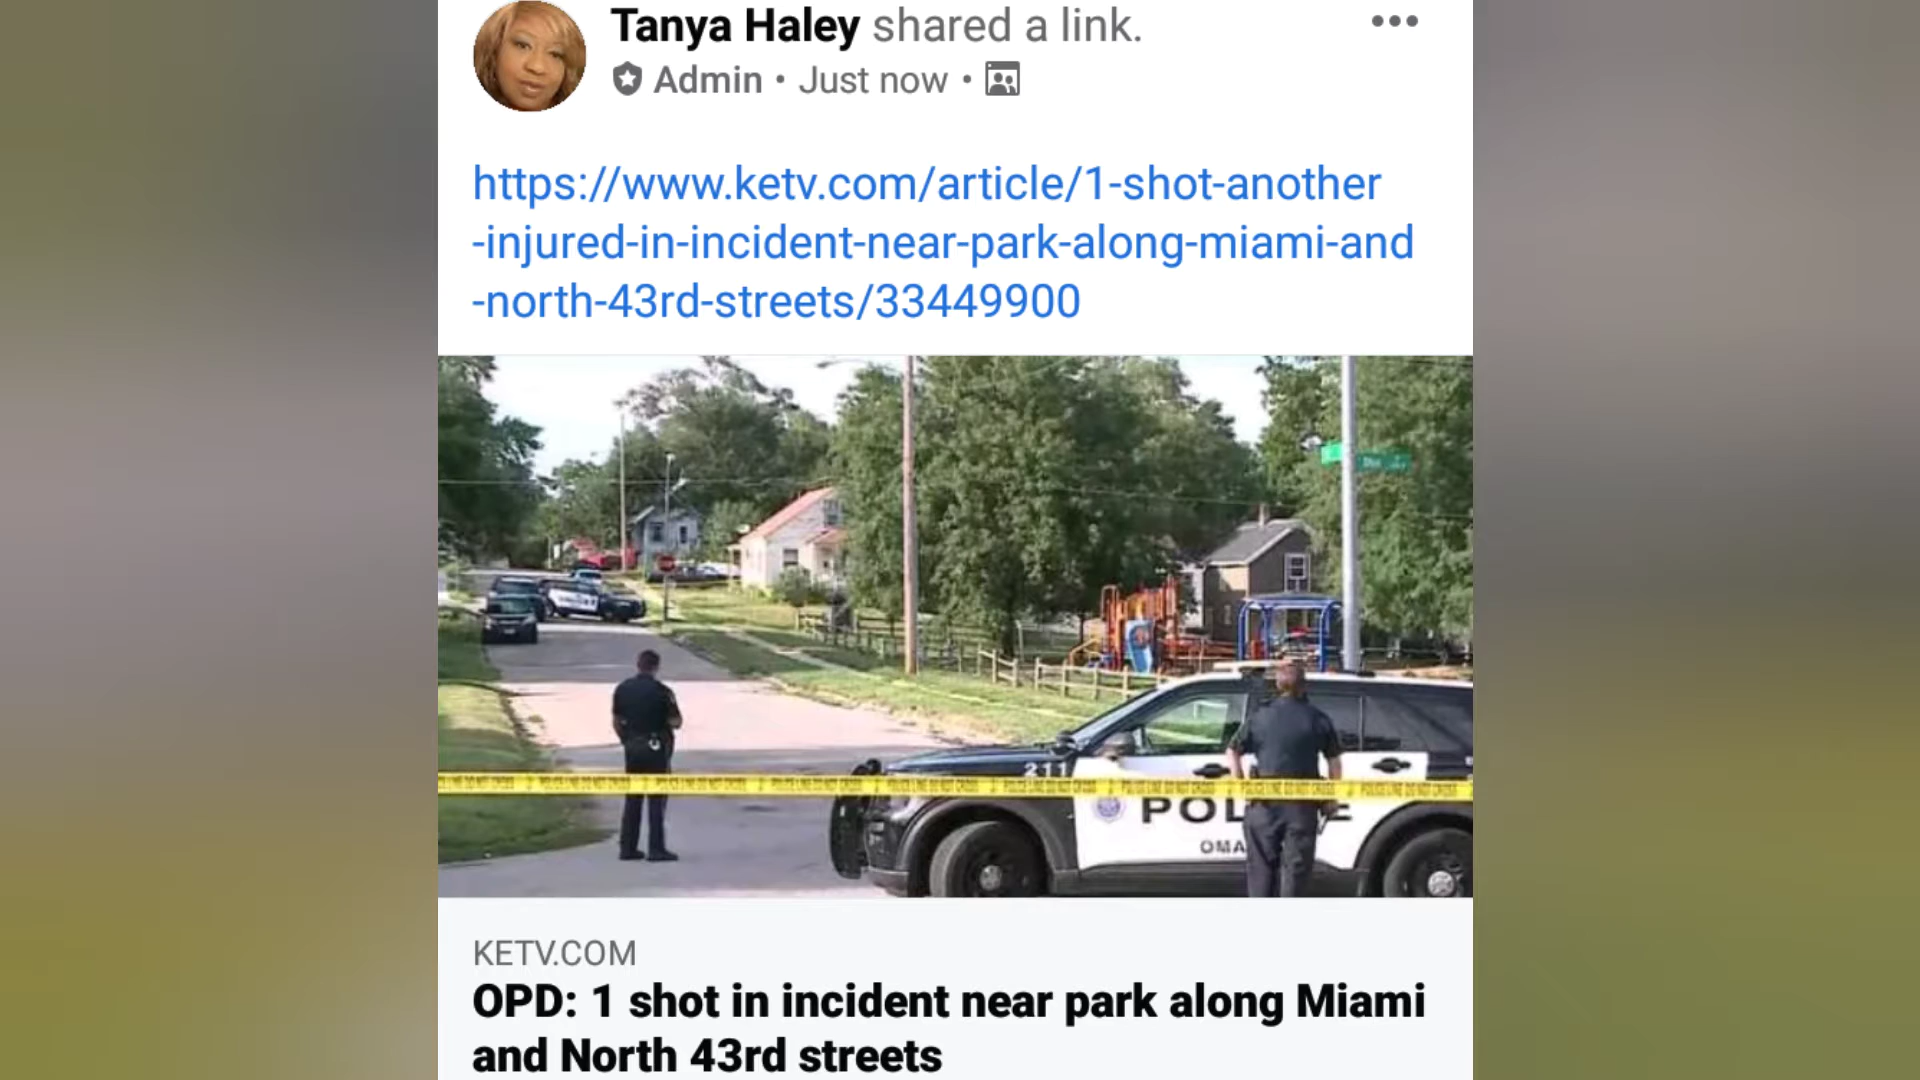 Tanya Haley shared a link.
Admin • Just now •
https://www.ketv.com/article/1-shot-another
-injured-in-incident-near-park-along-miami-and
-north-43rd-streets/33449900
211
POL E
OMA
KETV.COM
OPD: 1 shot in incident near park along Miami
and North 43rd streets